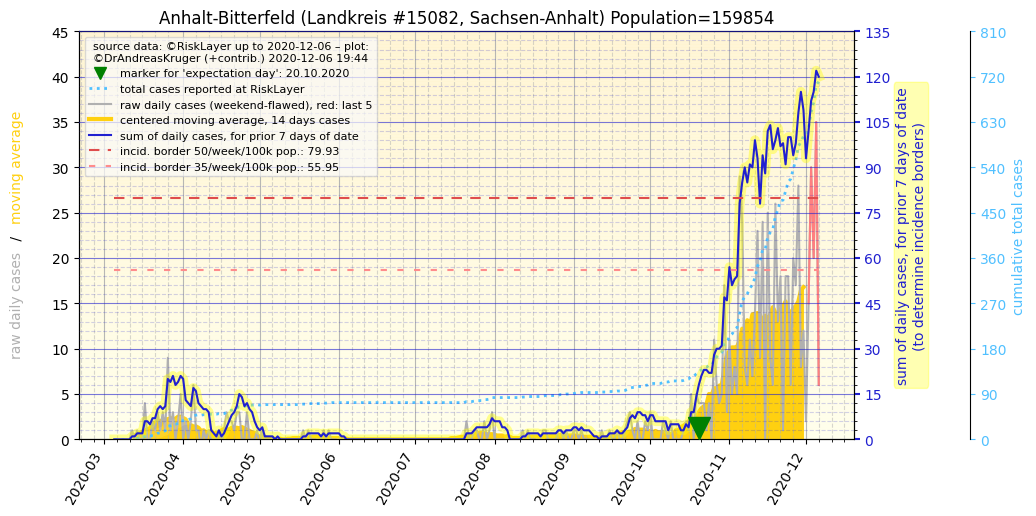 Anhalt-Bitterfeld (Landkreis #15082, Sachsen-Anhalt) Population=159854
source data: ©RiskLayer up to 2020-12-06 – plot:
©DrAndreasKruger (+contrib.) 2020-12-06 19:44
marker for 'expectation day': 20.10.2020
total cases reported at RiskLayer
raw daily cases (weekend-flawed), red: last 5
centered moving average, 14 days cases
sum of daily cases, for prior 7 days of date
incid. border 50/week/100k pop.: 79.93
incid. border 35/week/100k pop.: 55.95
raw daily cases / moving average
45
40
35
30
25
20
15
10
5
0
2020-03
2020-04
2020-05
2020-06
2020-07
2020-08
2020-09
2020-10
2020-11
2020-12
135
120
105
90
75
60
45
30
15
0
sum of daily cases, for prior 7 days of date
(to determine incidence borders)
810
720
630
540
450
360
270
180
90
0
cumulative total cases